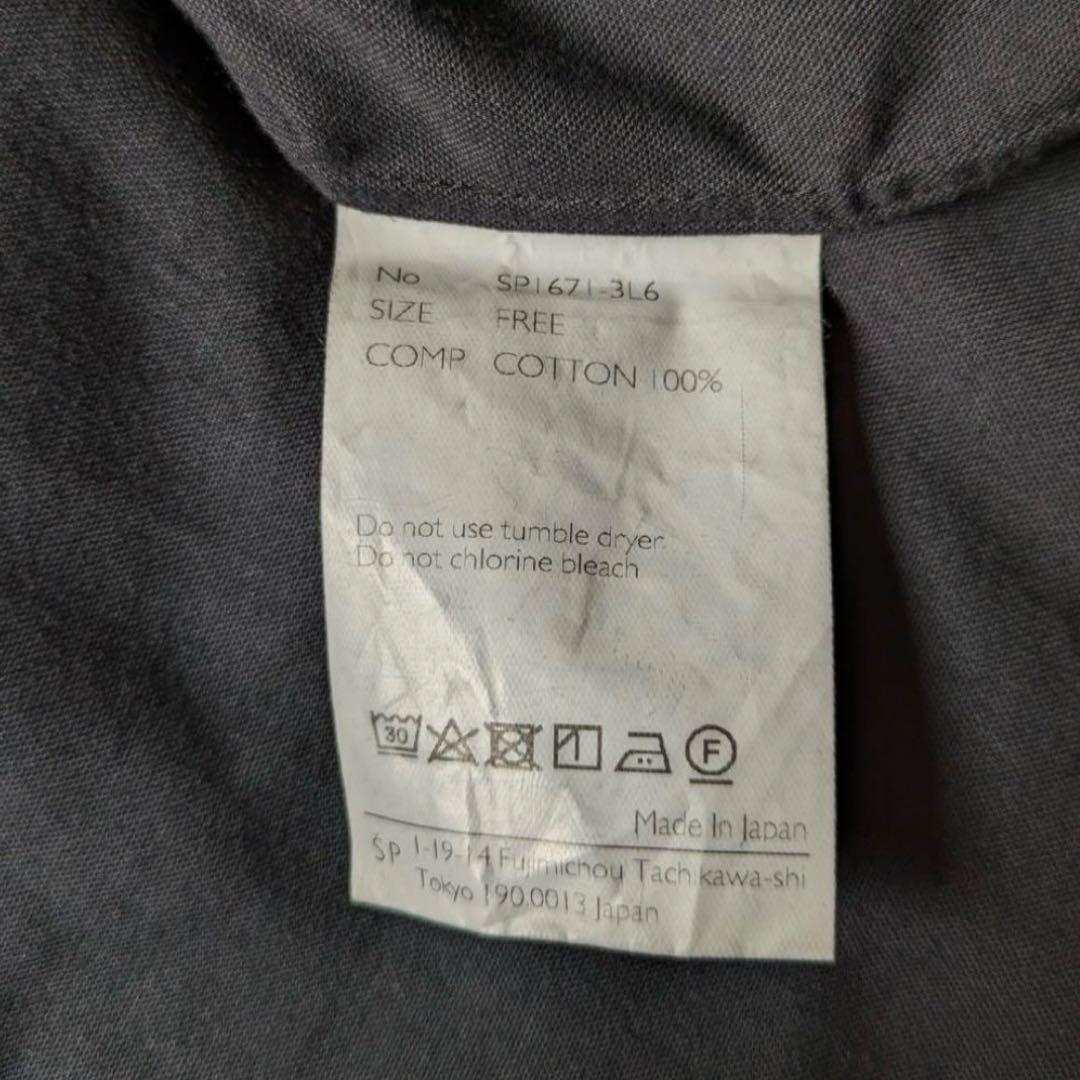 No SP1671-3L6
SIZE FREE
COMP COTTON 100%
Do not use tumble dryer.
Do not chlorine bleach
30 F
Made In Japan
SP 1-19-14 Fujimichou Tachikawa-shi
Tokyo 190.0013 Japan